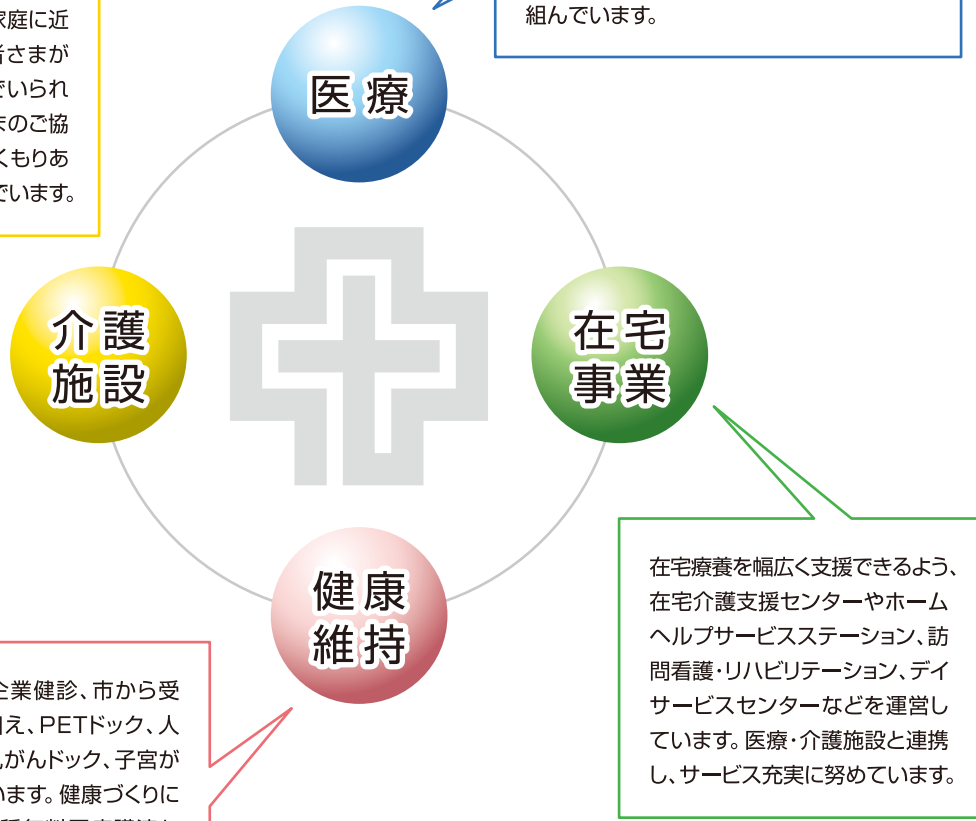 組んでいます。
家庭に近
者さまが
でいられ
まのご協
くもりあ
でいます。
医療
介護
施設
在宅
事業
健康
維持
在宅療養を幅広く支援できるよう、
在宅介護支援センターやホーム
ヘルプサービスステーション、訪
問看護・リハビリテーション、デイ
サービスセンターなどを運営し
ています。医療・介護施設と連携
し、サービス充実に努めています。
企業健診、市から受
え、PETドック、人
がんドック、子宮が
います。健康づくりに